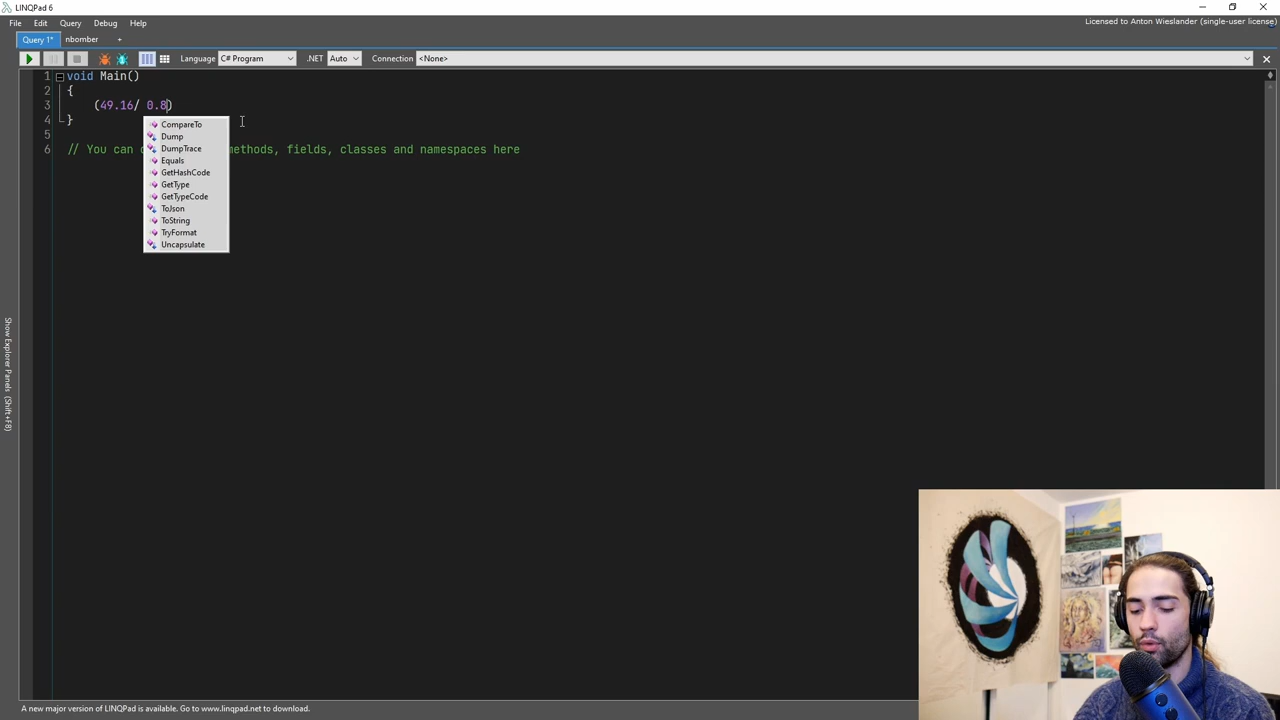 LINQPad 6
File Edit Query Debug Help
Licensed to Anton Wieslander (single-user license)
Query 1* nbomber +
Language C# Program .NET Auto Connection <None>
1 void Main()
2 {
3 (49.16/ 0.8)
4 }
5
6 // You can methods, fields, classes and namespaces here
CompareTo
Dump
DumpTrace
Equals
GetHashCode
GetType
GetTypeCode
ToJson
ToString
TryFormat
Uncapsulate
Show Explorer Panels (Shift+F8)
A new major version of LINQPad is available. Go to www.linqpad.net to download.